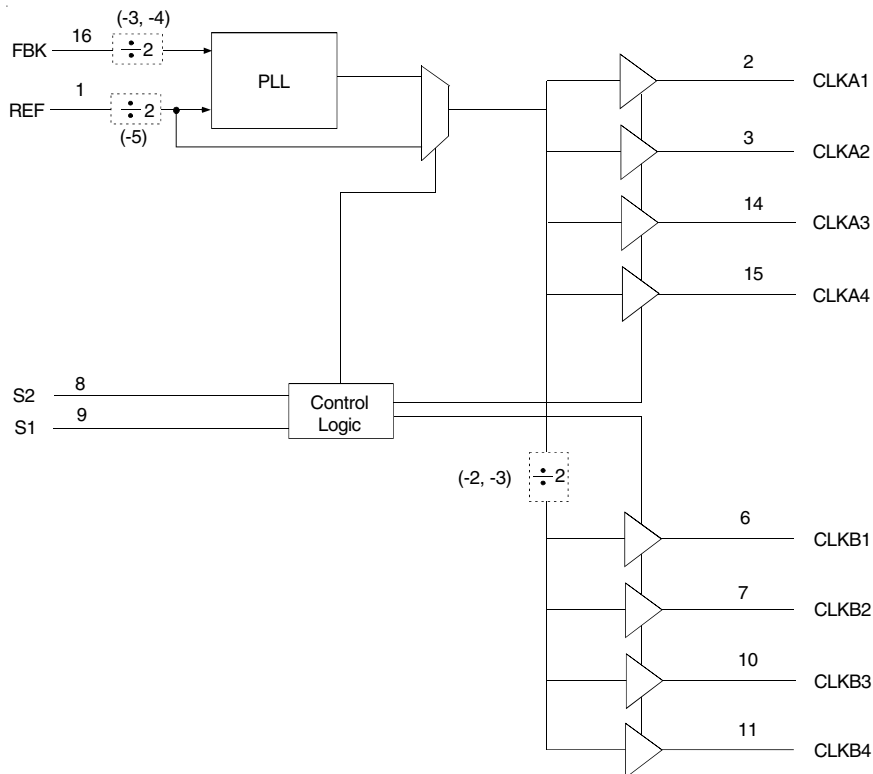 (-3, -4)
FBK 16 ÷2
PLL
REF 1 ÷2
(-5)
2 CLKA1
3 CLKA2
14 CLKA3
15 CLKA4
S2 8
S1 9
Control
Logic
(-2, -3) ÷2
6 CLKB1
7 CLKB2
10 CLKB3
11 CLKB4